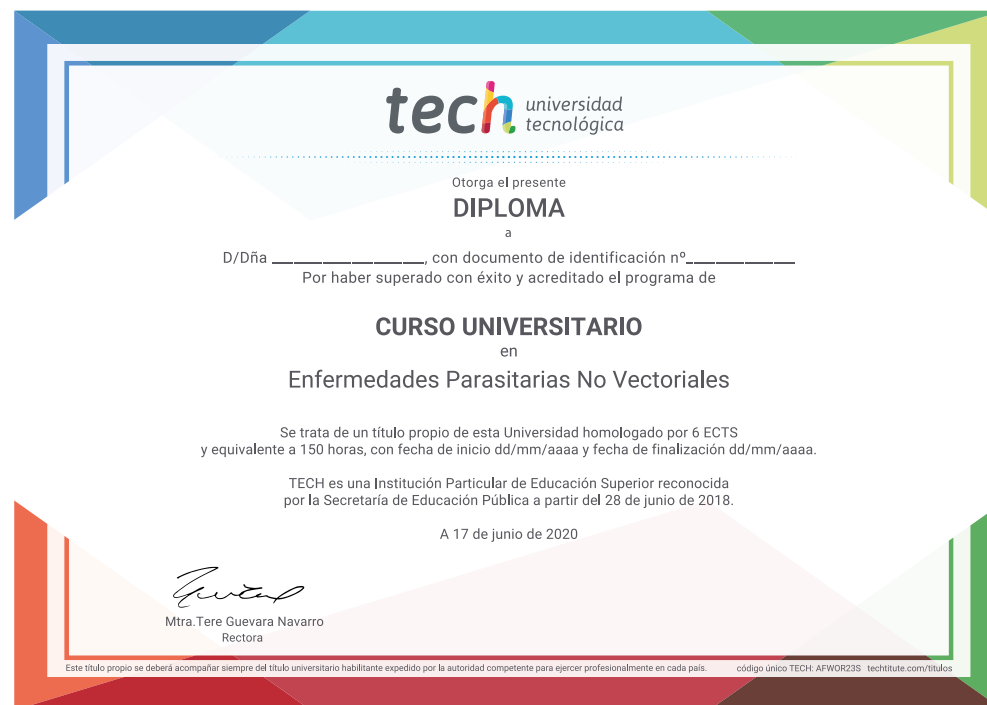 tech universidad
tecnológica
Otorga el presente
DIPLOMA
a
D/Dña ______________, con documento de identificación nº__________
Por haber superado con éxito y acreditado el programa de
CURSO UNIVERSITARIO
en
Enfermedades Parasitarias No Vectoriales
Se trata de un título propio de esta Universidad homologado por 6 ECTS
y equivalente a 150 horas, con fecha de inicio dd/mm/aaaa y fecha de finalización dd/mm/aaaa.
TECH es una Institución Particular de Educación Superior reconocida
por la Secretaría de Educación Pública a partir del 28 de junio de 2018.
A 17 de junio de 2020
Mtra.Tere Guevara Navarro
Rectora
Este título propio se deberá acompañar siempre del título universitario habilitante expedido por la autoridad competente para ejercer profesionalmente en cada país. código único TECH: AFWOR23S techtitute.com/titulos